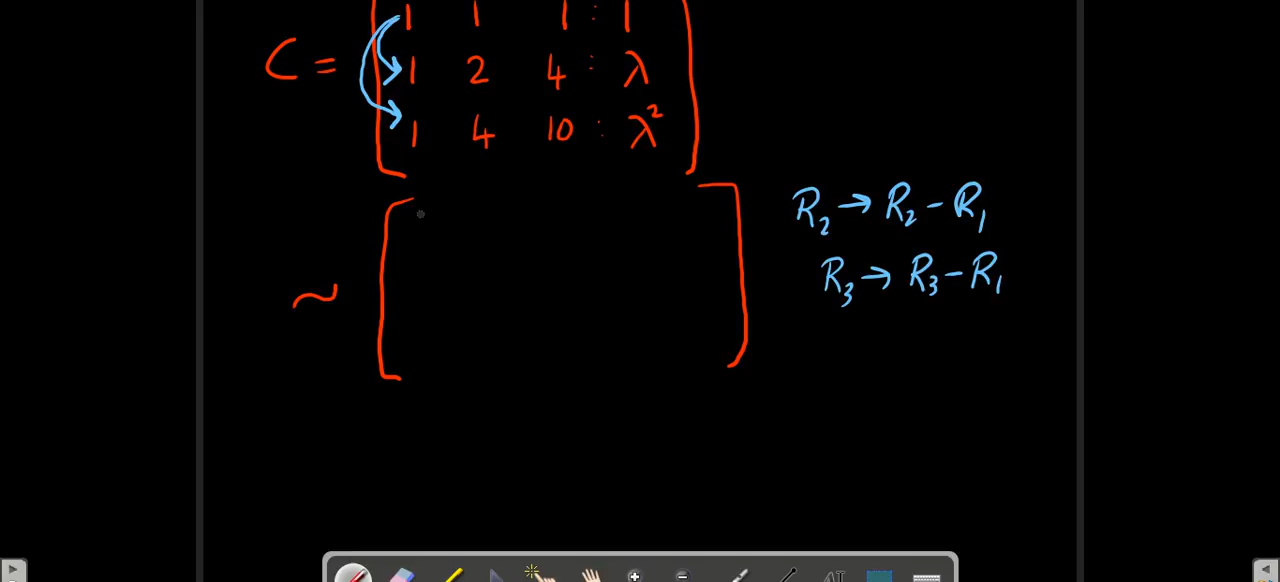 1 1 1 : 1
C = 1 2 4 : λ
1 4 10 : λ²
R₂ → R₂ - R₁
~
R₃ → R₃ - R₁